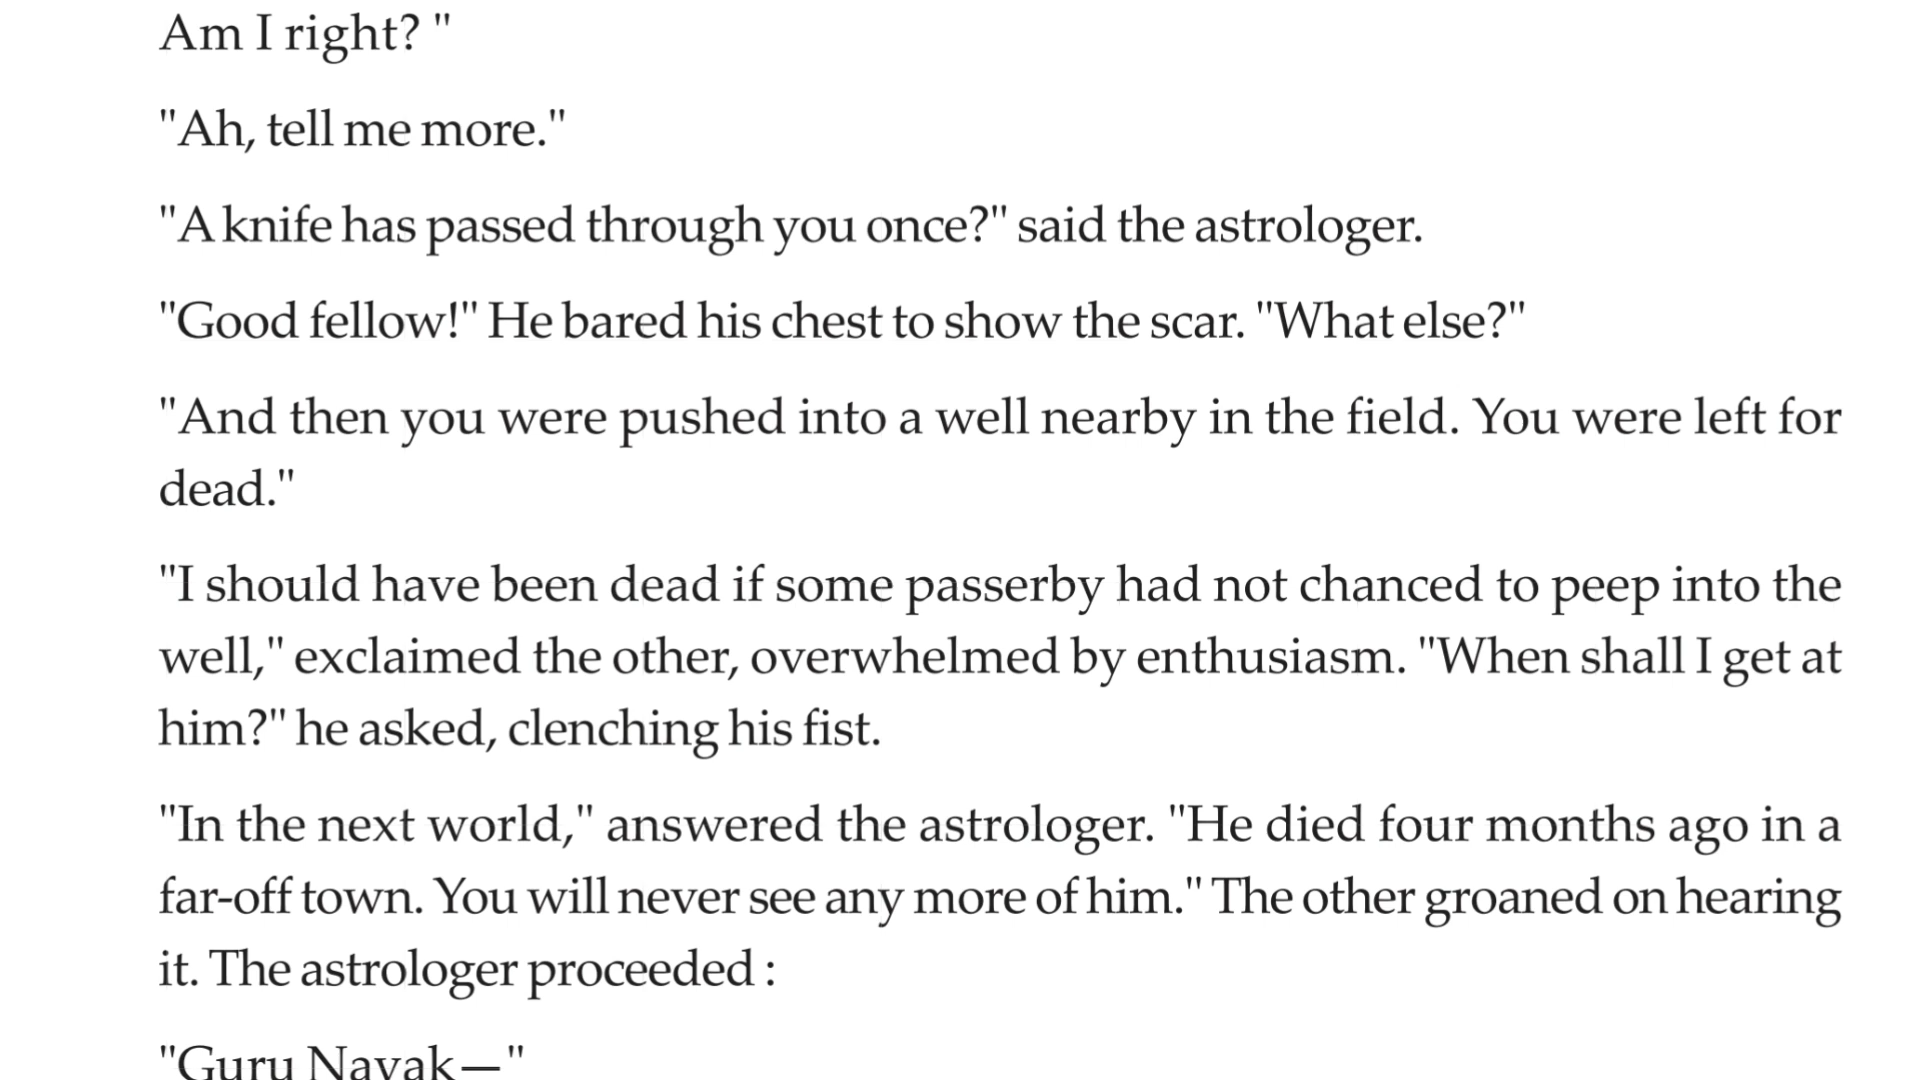 Am I right? "
"Ah, tell me more."
"A knife has passed through you once?" said the astrologer.
"Good fellow!" He bared his chest to show the scar. "What else?"
"And then you were pushed into a well nearby in the field. You were left for
dead."
"I should have been dead if some passerby had not chanced to peep into the
well," exclaimed the other, overwhelmed by enthusiasm. "When shall I get at
him?" he asked, clenching his fist.
"In the next world," answered the astrologer. "He died four months ago in a
far-off town. You will never see any more of him." The other groaned on hearing
it. The astrologer proceeded :
"Guru Nayak—"